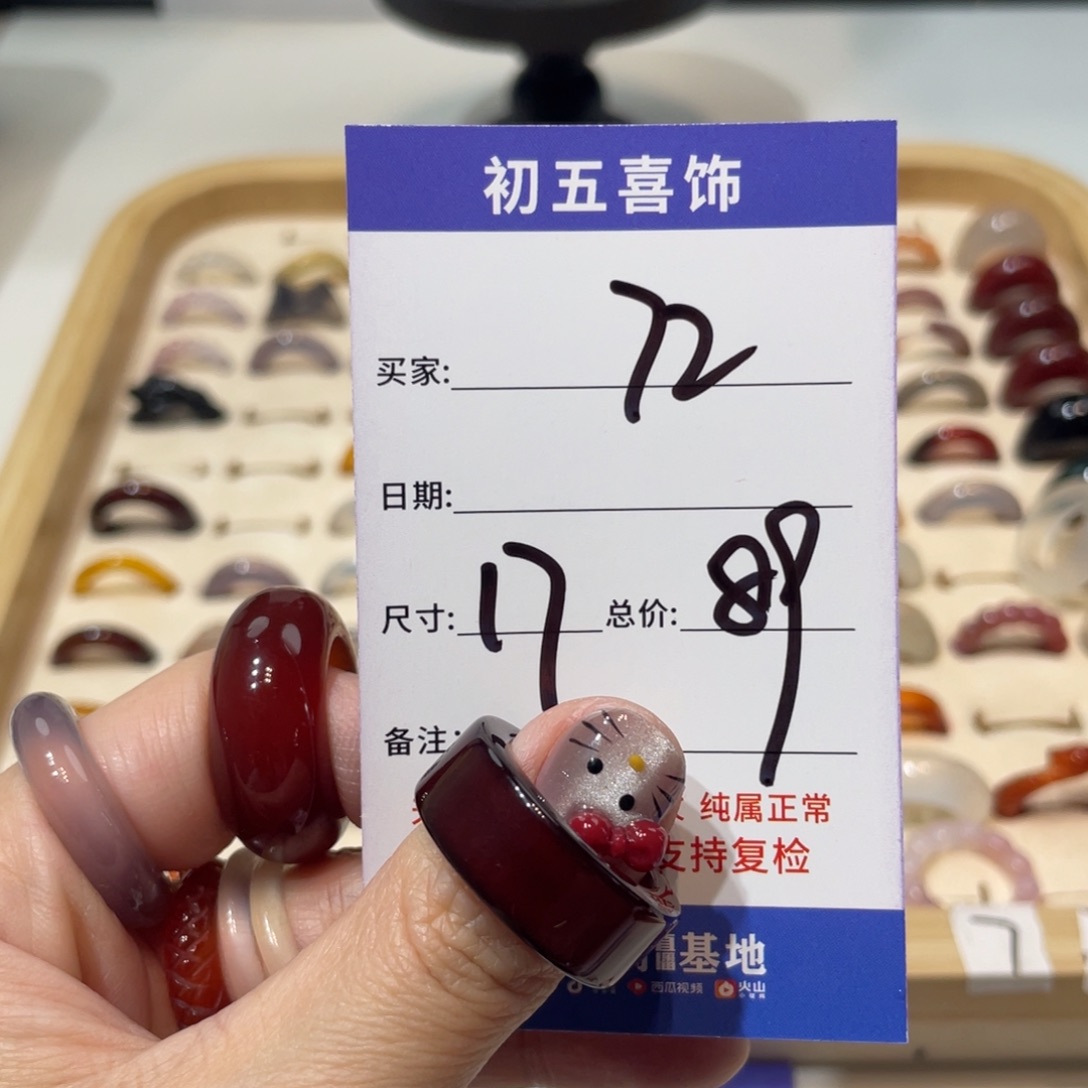 初五喜饰
买家: 72
日期:
尺寸: 17 总价: 89
备注:
纯属正常
支持复检
基地
西瓜视频 火山
7